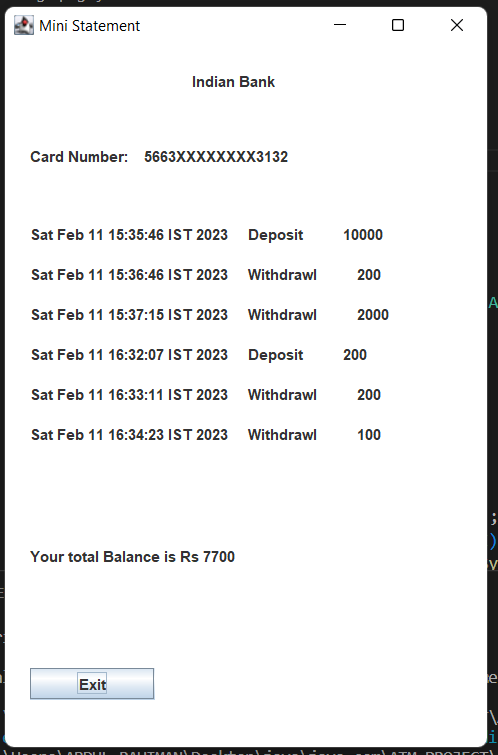 Mini Statement
Indian Bank
Card Number: 5663XXXXXXXX3132
Sat Feb 11 15:35:46 IST 2023 Deposit 10000
Sat Feb 11 15:36:46 IST 2023 Withdrawl 200
Sat Feb 11 15:37:15 IST 2023 Withdrawl 2000
Sat Feb 11 16:32:07 IST 2023 Deposit 200
Sat Feb 11 16:33:11 IST 2023 Withdrawl 200
Sat Feb 11 16:34:23 IST 2023 Withdrawl 100
Your total Balance is Rs 7700
Exit